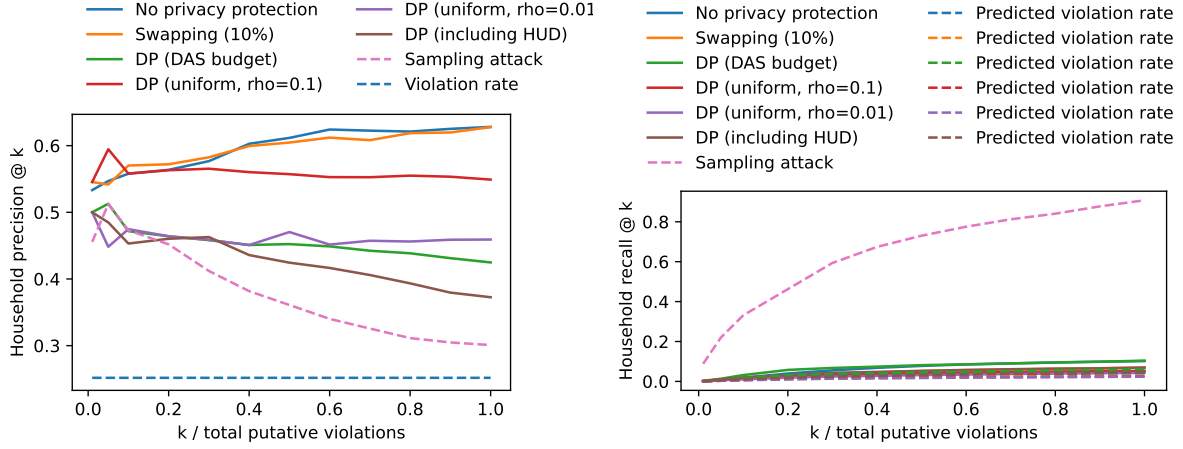 No privacy protection
Swapping (10%)
DP (DAS budget)
DP (uniform, rho=0.1)
DP (uniform, rho=0.01
DP (including HUD)
Sampling attack
Violation rate
Household precision @ k
0.6
0.5
0.4
0.3
0.0 0.2 0.4 0.6 0.8 1.0
k / total putative violations
No privacy protection
Swapping (10%)
DP (DAS budget)
DP (uniform, rho=0.1)
DP (uniform, rho=0.01)
DP (including HUD)
Sampling attack
Predicted violation rate
Predicted violation rate
Predicted violation rate
Predicted violation rate
Predicted violation rate
Predicted violation rate
Household recall @ k
0.8
0.6
0.4
0.2
0.0
0.0 0.2 0.4 0.6 0.8 1.0
k / total putative violations